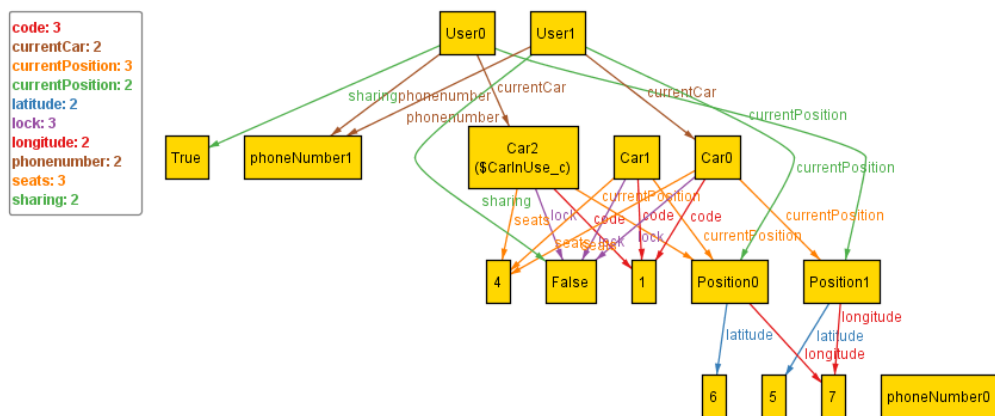 code: 3
currentCar: 2
currentPosition: 3
currentPosition: 2
latitude: 2
lock: 3
longitude: 2
phonenumber: 2
seats: 3
sharing: 2
User0
User1
sharing
phonenumber
currentCar
currentCar
phonenumber
currentPosition
True
phoneNumber1
Car2
($CarInUse_c)
Car1
Car0
currentPosition
sharing
seats
lock
currentPosition
code
code
code
currentPosition
currentPosition
seats
seats
lock
lock
4
False
1
Position0
Position1
latitude
latitude
longitude
longitude
6
5
7
phoneNumber0